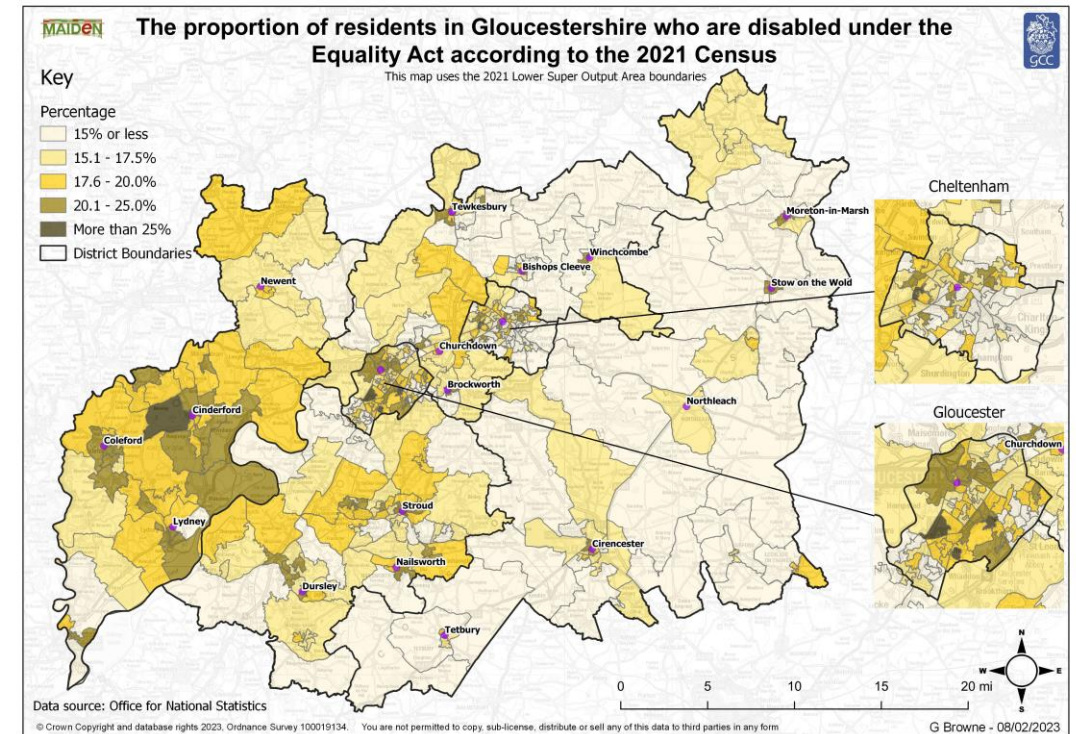 MAIDEN
The proportion of residents in Gloucestershire who are disabled under the
Equality Act according to the 2021 Census
This map uses the 2021 Lower Super Output Area boundaries
GCC
Key
Percentage
15% or less
15.1 - 17.5%
17.6 - 20.0%
20.1 - 25.0%
More than 25%
District Boundaries
Tewkesbury
Moreton-in-Marsh
Winchcombe
Bishops Cleeve
Stow on the Wold
Newent
Churchdown
Brockworth
Northleach
Cinderford
Coleford
Lydney
Stroud
Cirencester
Nailsworth
Dursley
Tetbury
Cheltenham
Gloucester
Churchdown
N
W
E
S
0 5 10 15 20 mi
Data source: Office for National Statistics
© Crown Copyright and database rights 2023, Ordnance Survey 100019134. You are not permitted to copy, sub-license, distribute or sell any of this data to third parties in any form
G Browne - 08/02/2023